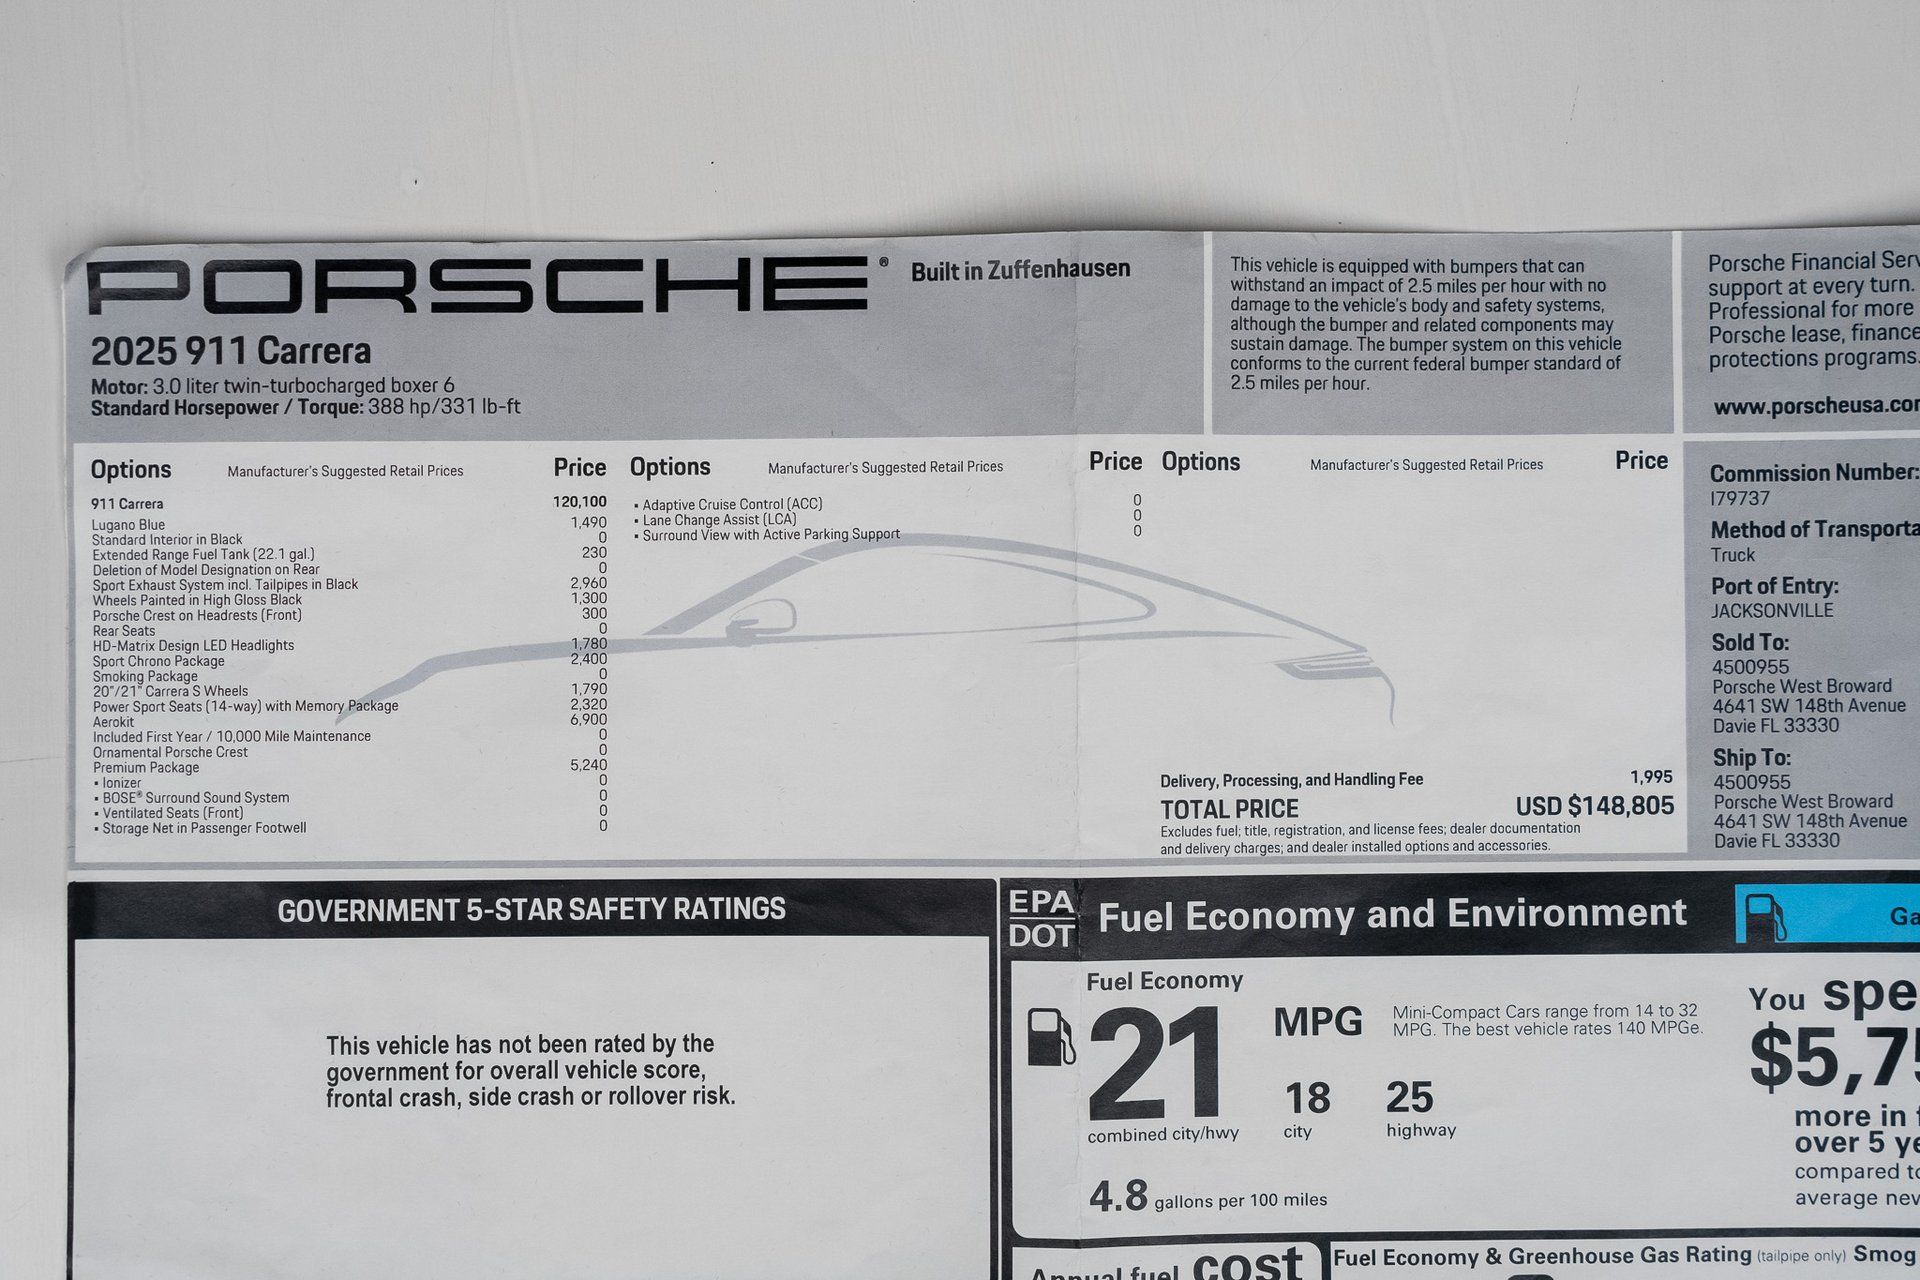 PORSCHE® Built in Zuffenhausen
2025 911 Carrera
Motor: 3.0 liter twin-turbocharged boxer 6
Standard Horsepower / Torque: 388 hp/331 lb-ft
This vehicle is equipped with bumpers that can
withstand an impact of 2.5 miles per hour with no
damage to the vehicle's body and safety systems,
although the bumper and related components may
sustain damage. The bumper system on this vehicle
conforms to the current federal bumper standard of
2.5 miles per hour.
Porsche Financial Serv
support at every turn.
Professional for more
Porsche lease, finance
protections programs.
www.porscheusa.com
Options Manufacturer's Suggested Retail Prices Price
911 Carrera 120,100
Lugano Blue 1,490
Standard Interior in Black 0
Extended Range Fuel Tank (22.1 gal.) 230
Deletion of Model Designation on Rear 0
Sport Exhaust System incl. Tailpipes in Black 2,960
Wheels Painted in High Gloss Black 1,300
Porsche Crest on Headrests (Front) 300
Rear Seats 0
HD-Matrix Design LED Headlights 1,780
Sport Chrono Package 2,400
Smoking Package 0
20"/21" Carrera S Wheels 1,790
Power Sport Seats (14-way) with Memory Package 2,320
Aerokit 6,900
Included First Year / 10,000 Mile Maintenance 0
Ornamental Porsche Crest 0
Premium Package 5,240
▪ Ionizer 0
▪ BOSE® Surround Sound System 0
▪ Ventilated Seats (Front) 0
▪ Storage Net in Passenger Footwell 0
Options Manufacturer's Suggested Retail Prices Price
▪ Adaptive Cruise Control (ACC) 0
▪ Lane Change Assist (LCA) 0
▪ Surround View with Active Parking Support 0
Options Manufacturer's Suggested Retail Prices Price
Delivery, Processing, and Handling Fee 1,995
TOTAL PRICE USD $148,805
Excludes fuel; title, registration, and license fees; dealer documentation
and delivery charges; and dealer installed options and accessories.
Commission Number:
I79737
Method of Transporta
Truck
Port of Entry:
JACKSONVILLE
Sold To:
4500955
Porsche West Broward
4641 SW 148th Avenue
Davie FL 33330
Ship To:
4500955
Porsche West Broward
4641 SW 148th Avenue
Davie FL 33330
GOVERNMENT 5-STAR SAFETY RATINGS
This vehicle has not been rated by the
government for overall vehicle score,
frontal crash, side crash or rollover risk.
EPA
DOT
Fuel Economy and Environment
Ga
Fuel Economy
21 MPG
combined city/hwy
18
city
25
highway
4.8 gallons per 100 miles
Mini-Compact Cars range from 14 to 32
MPG. The best vehicle rates 140 MPGe.
You spe
$5,75
more in f
over 5 ye
compared to
average new
Annual fuel cost
Fuel Economy & Greenhouse Gas Rating (tailpipe only) Smog